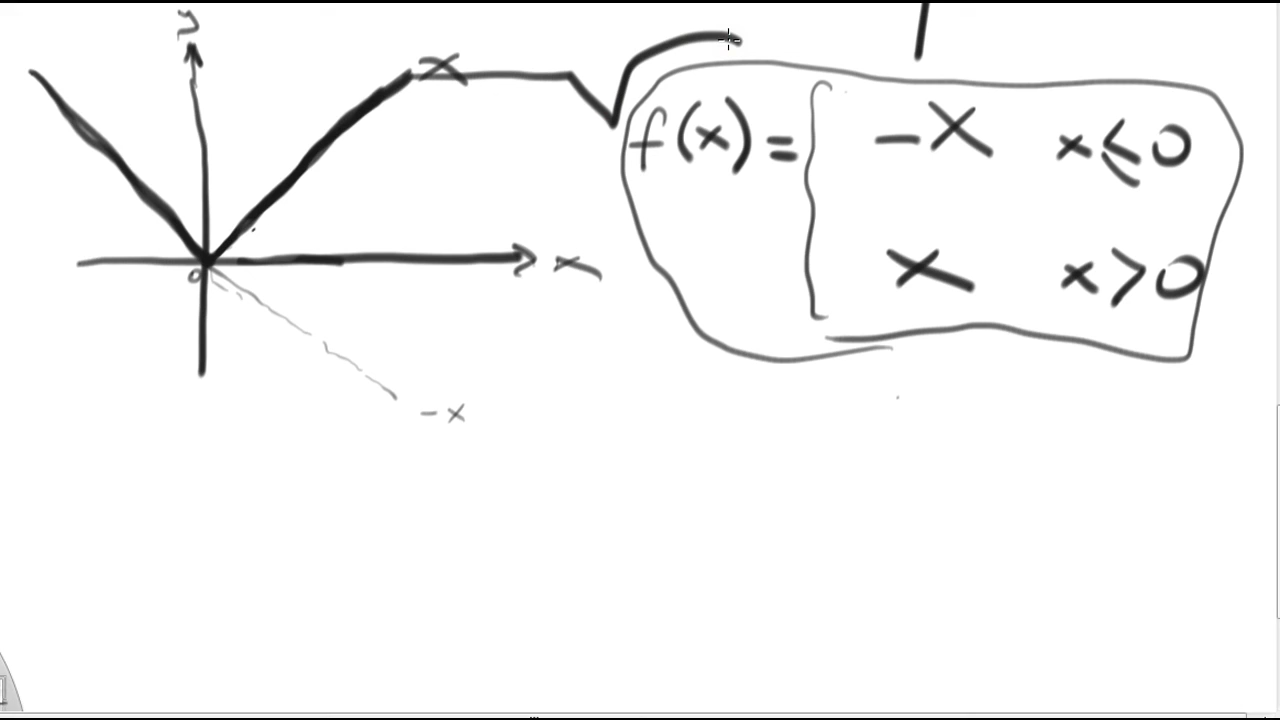 y
x
f(x) = { -x x≤0
x x>0
0
x
-x